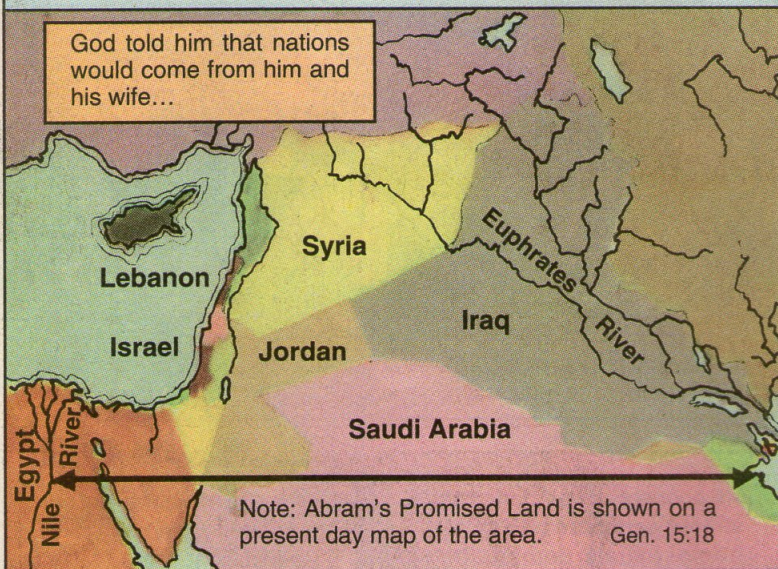 God told him that nations
would come from him and
his wife...
Syria
Lebanon
Euphrates
River
Iraq
Israel
Jordan
Saudi Arabia
Egypt
Nile River
Note: Abram's Promised Land is shown on a
present day map of the area. Gen. 15:18